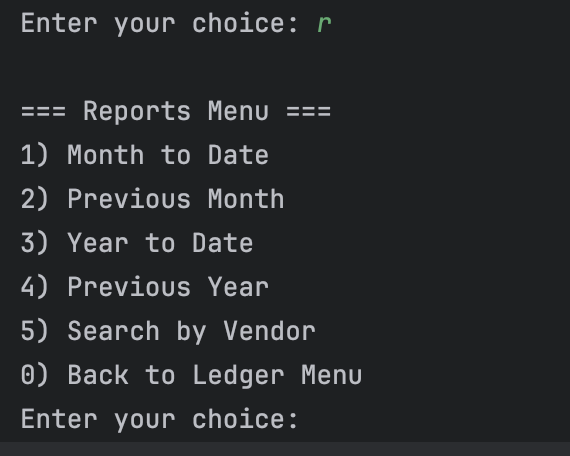 Enter your choice: r
=== Reports Menu ===
1) Month to Date
2) Previous Month
3) Year to Date
4) Previous Year
5) Search by Vendor
0) Back to Ledger Menu
Enter your choice: